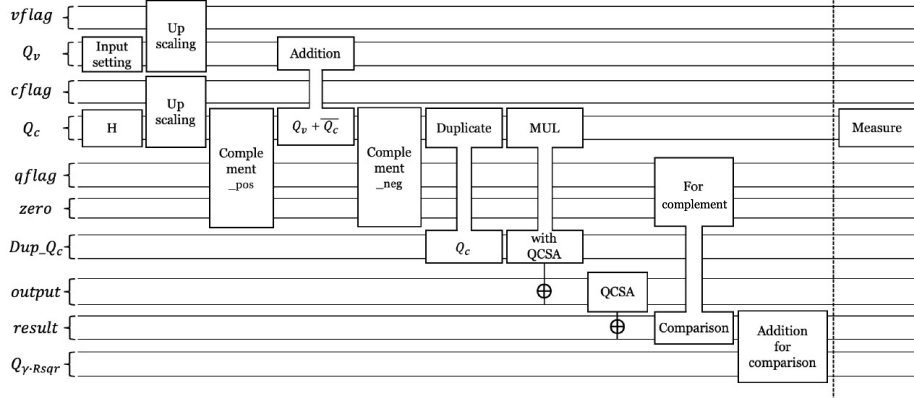 vflag
Up
scaling
Q_v
Input
setting
Addition
cflag
Up
scaling
Q_c
H
Q_v + \overline{Q_c}
Duplicate
MUL
Measure
Comple
ment
_pos
Comple
ment
_neg
qflag
For
complement
zero
Dup_Q_c
Q_c
with
QCSA
output
QCSA
result
Comparison
Addition
for
comparison
Q_{γ·Rsqr}